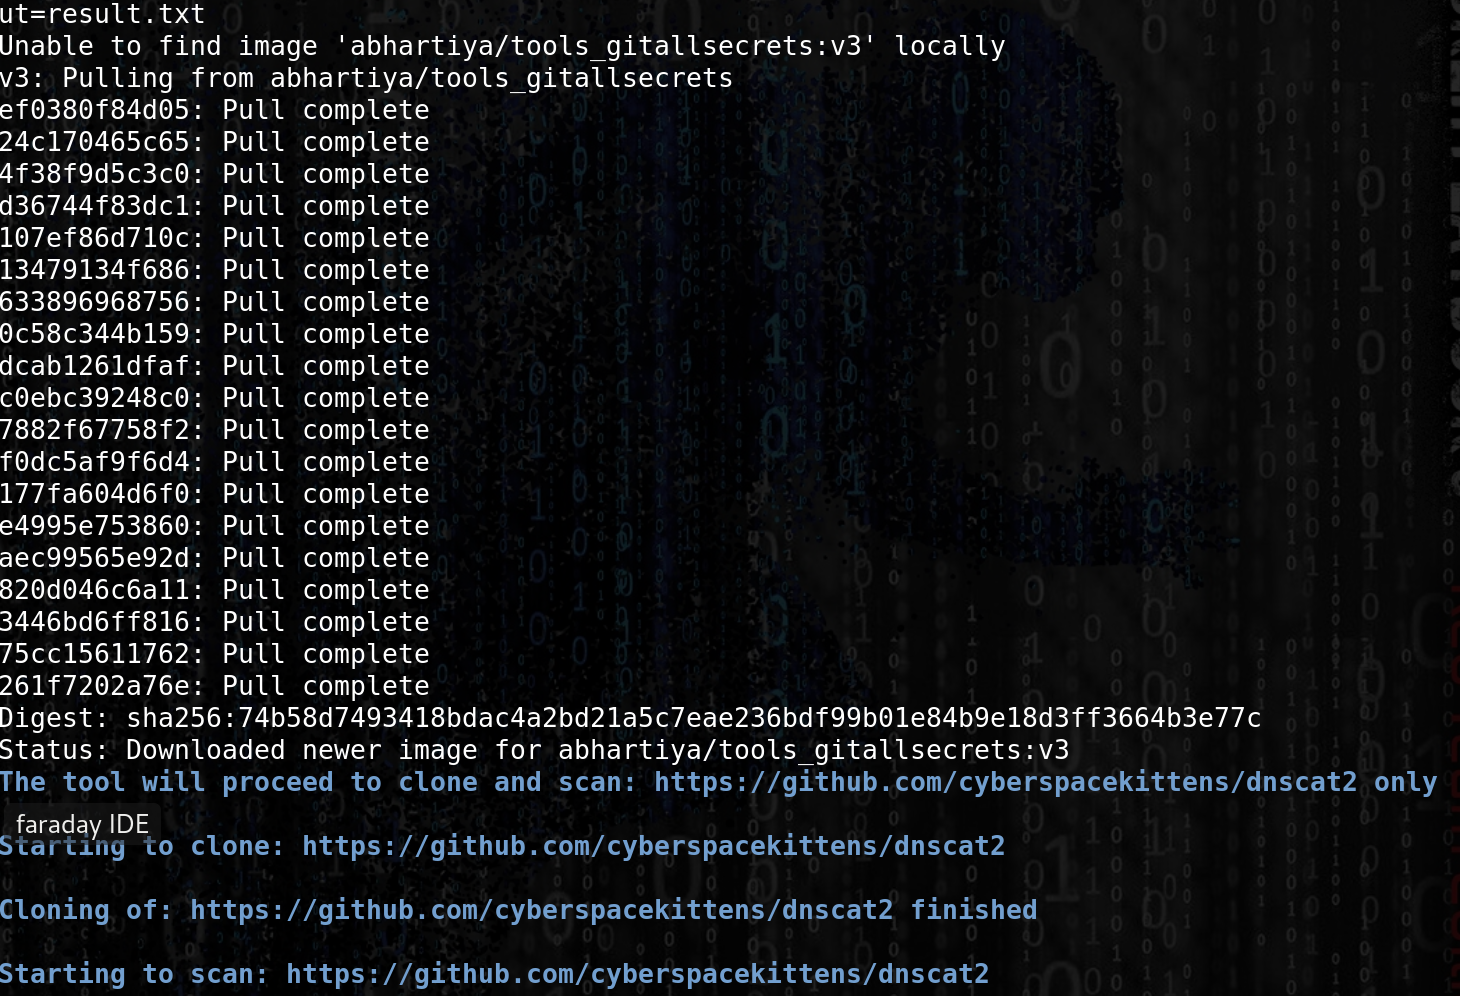 ut=result.txt
Unable to find image 'abhartiya/tools_gitallsecrets:v3' locally
v3: Pulling from abhartiya/tools_gitallsecrets
ef0380f84d05: Pull complete
24c170465c65: Pull complete
4f38f9d5c3c0: Pull complete
d36744f83dc1: Pull complete
107ef86d710c: Pull complete
13479134f686: Pull complete
633896968756: Pull complete
0c58c344b159: Pull complete
dcab1261dfaf: Pull complete
c0ebc39248c0: Pull complete
7882f67758f2: Pull complete
f0dc5af9f6d4: Pull complete
177fa604d6f0: Pull complete
e4995e753860: Pull complete
aec99565e92d: Pull complete
820d046c6a11: Pull complete
3446bd6ff816: Pull complete
75cc15611762: Pull complete
261f7202a76e: Pull complete
Digest: sha256:74b58d7493418bdac4a2bd21a5c7eae236bdf99b01e84b9e18d3ff3664b3e77c
Status: Downloaded newer image for abhartiya/tools_gitallsecrets:v3
The tool will proceed to clone and scan: https://github.com/cyberspacekittens/dnscat2 only
faraday IDE
Starting to clone: https://github.com/cyberspacekittens/dnscat2
Cloning of: https://github.com/cyberspacekittens/dnscat2 finished
Starting to scan: https://github.com/cyberspacekittens/dnscat2